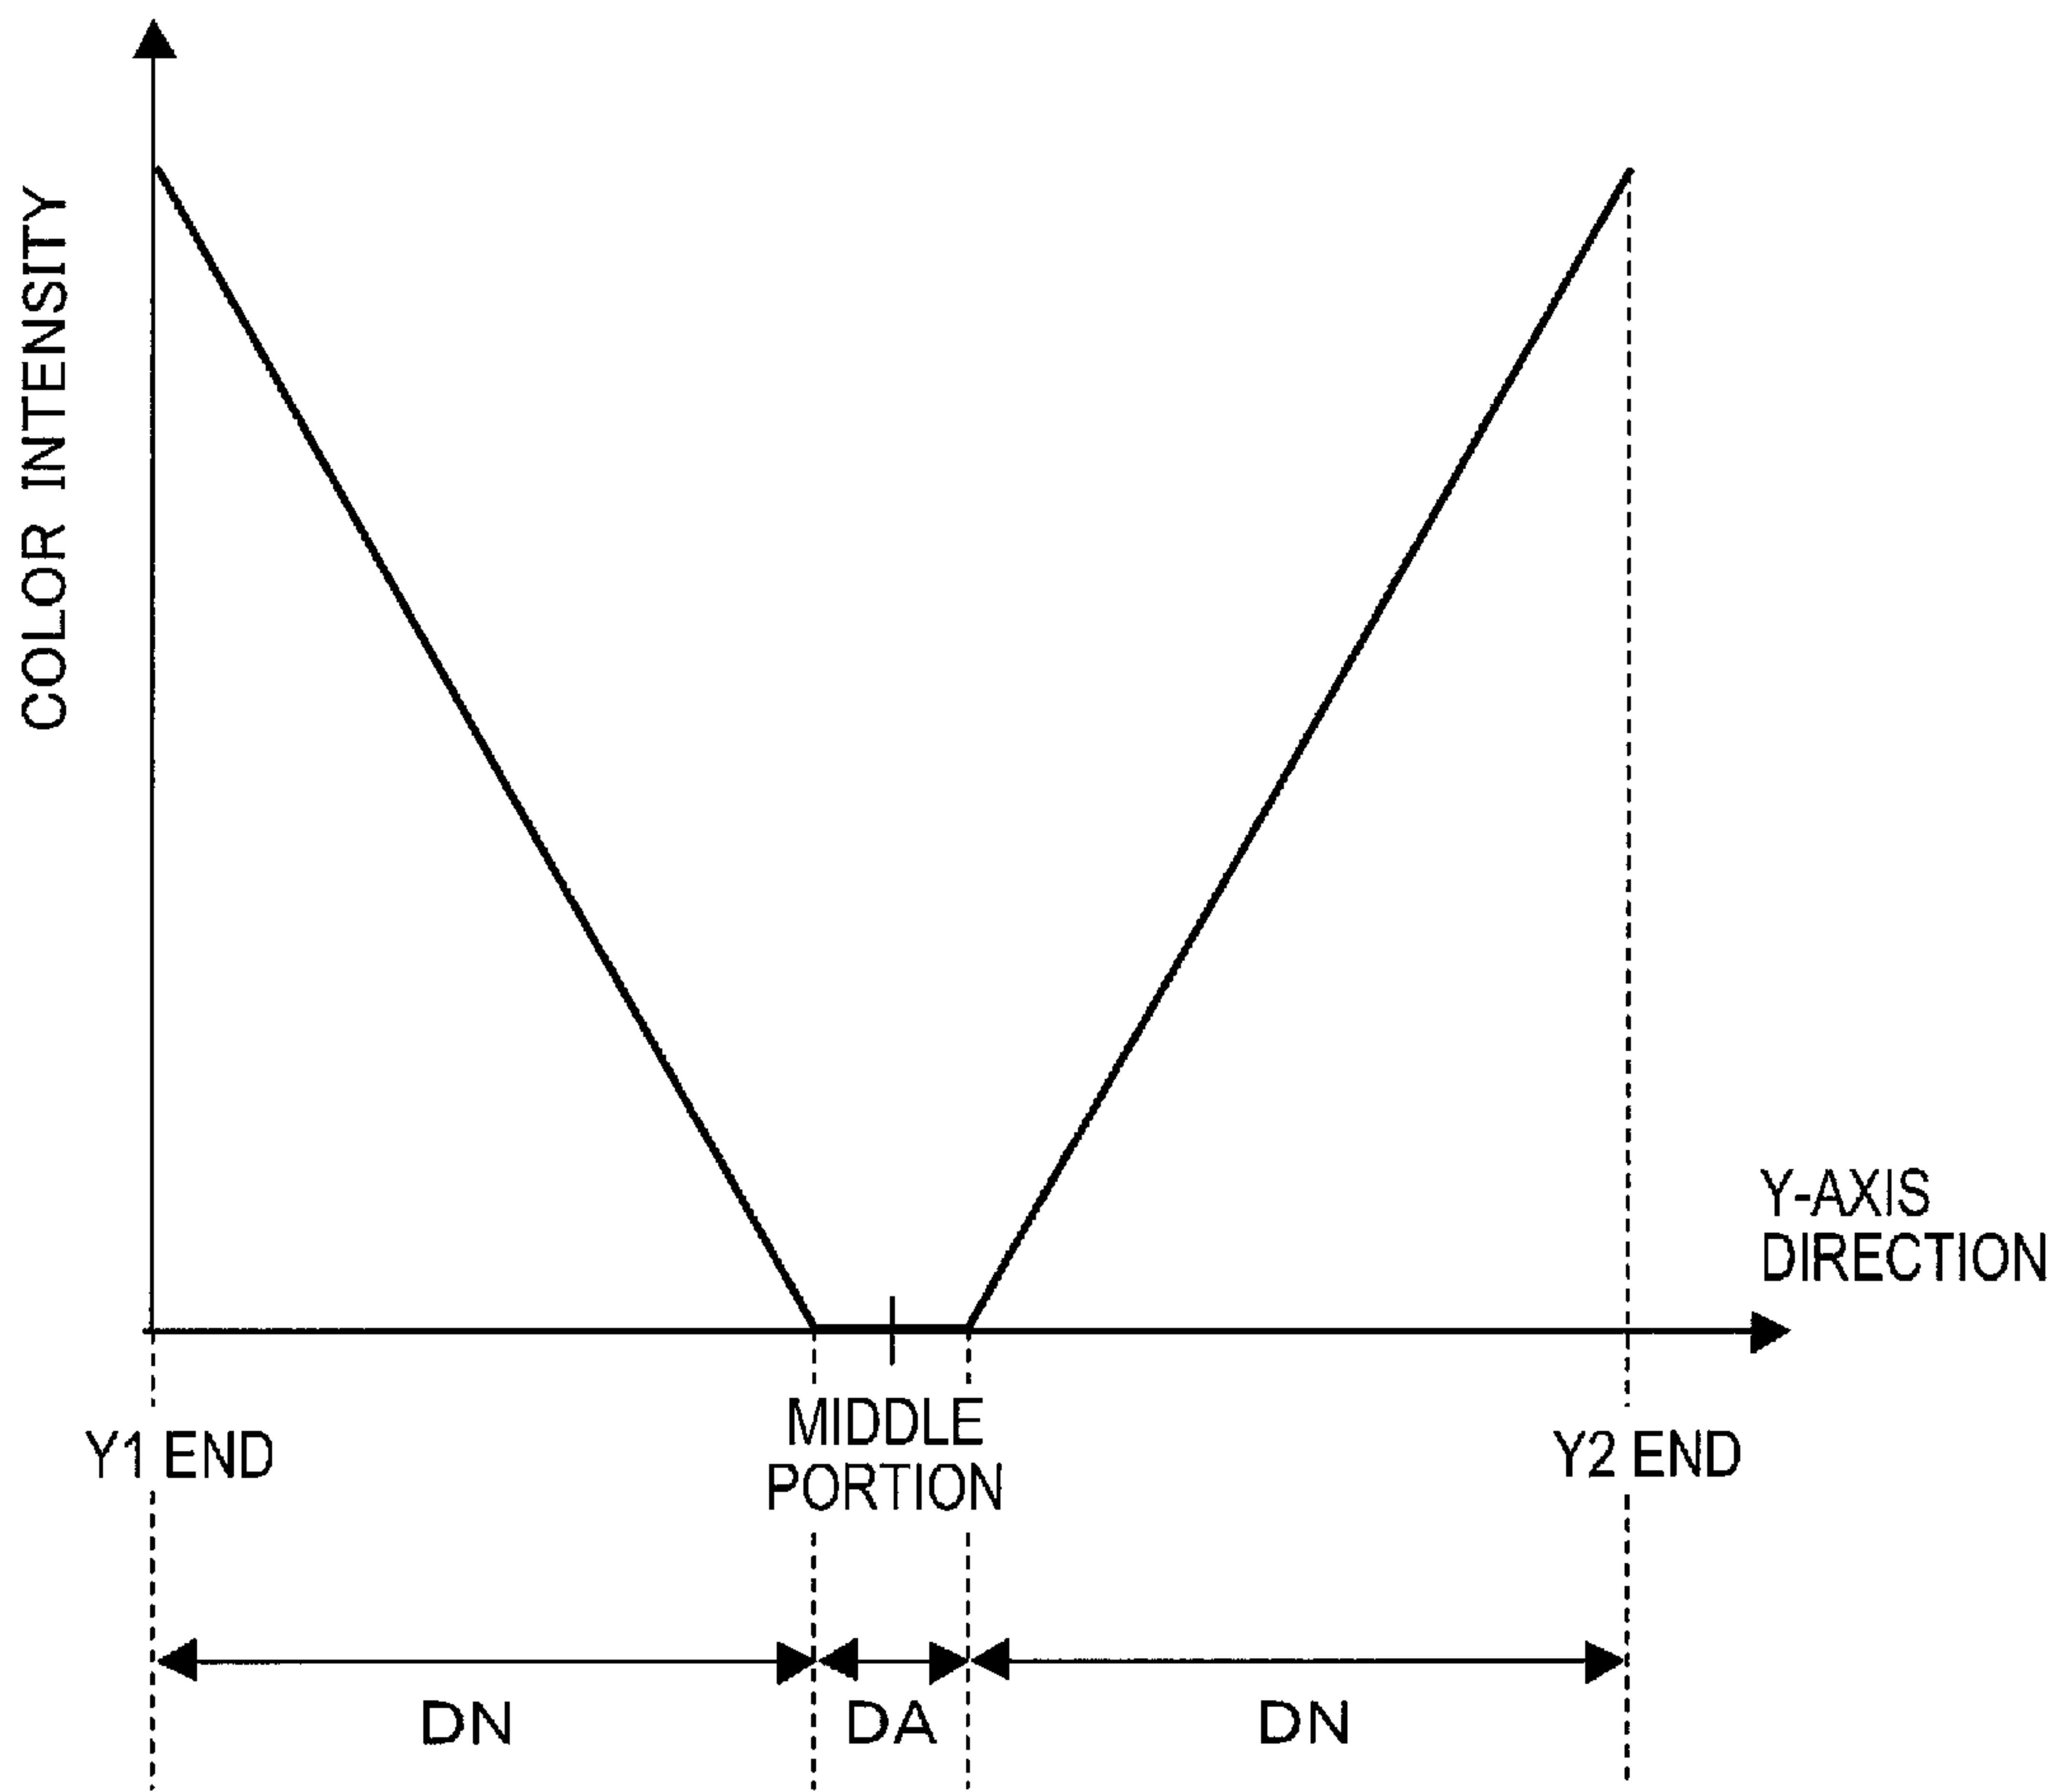 COLOR INTENSITY
Y-AXIS
DIRECTION
Y1 END
MIDDLE
PORTION
Y2 END
DN
DA
DN